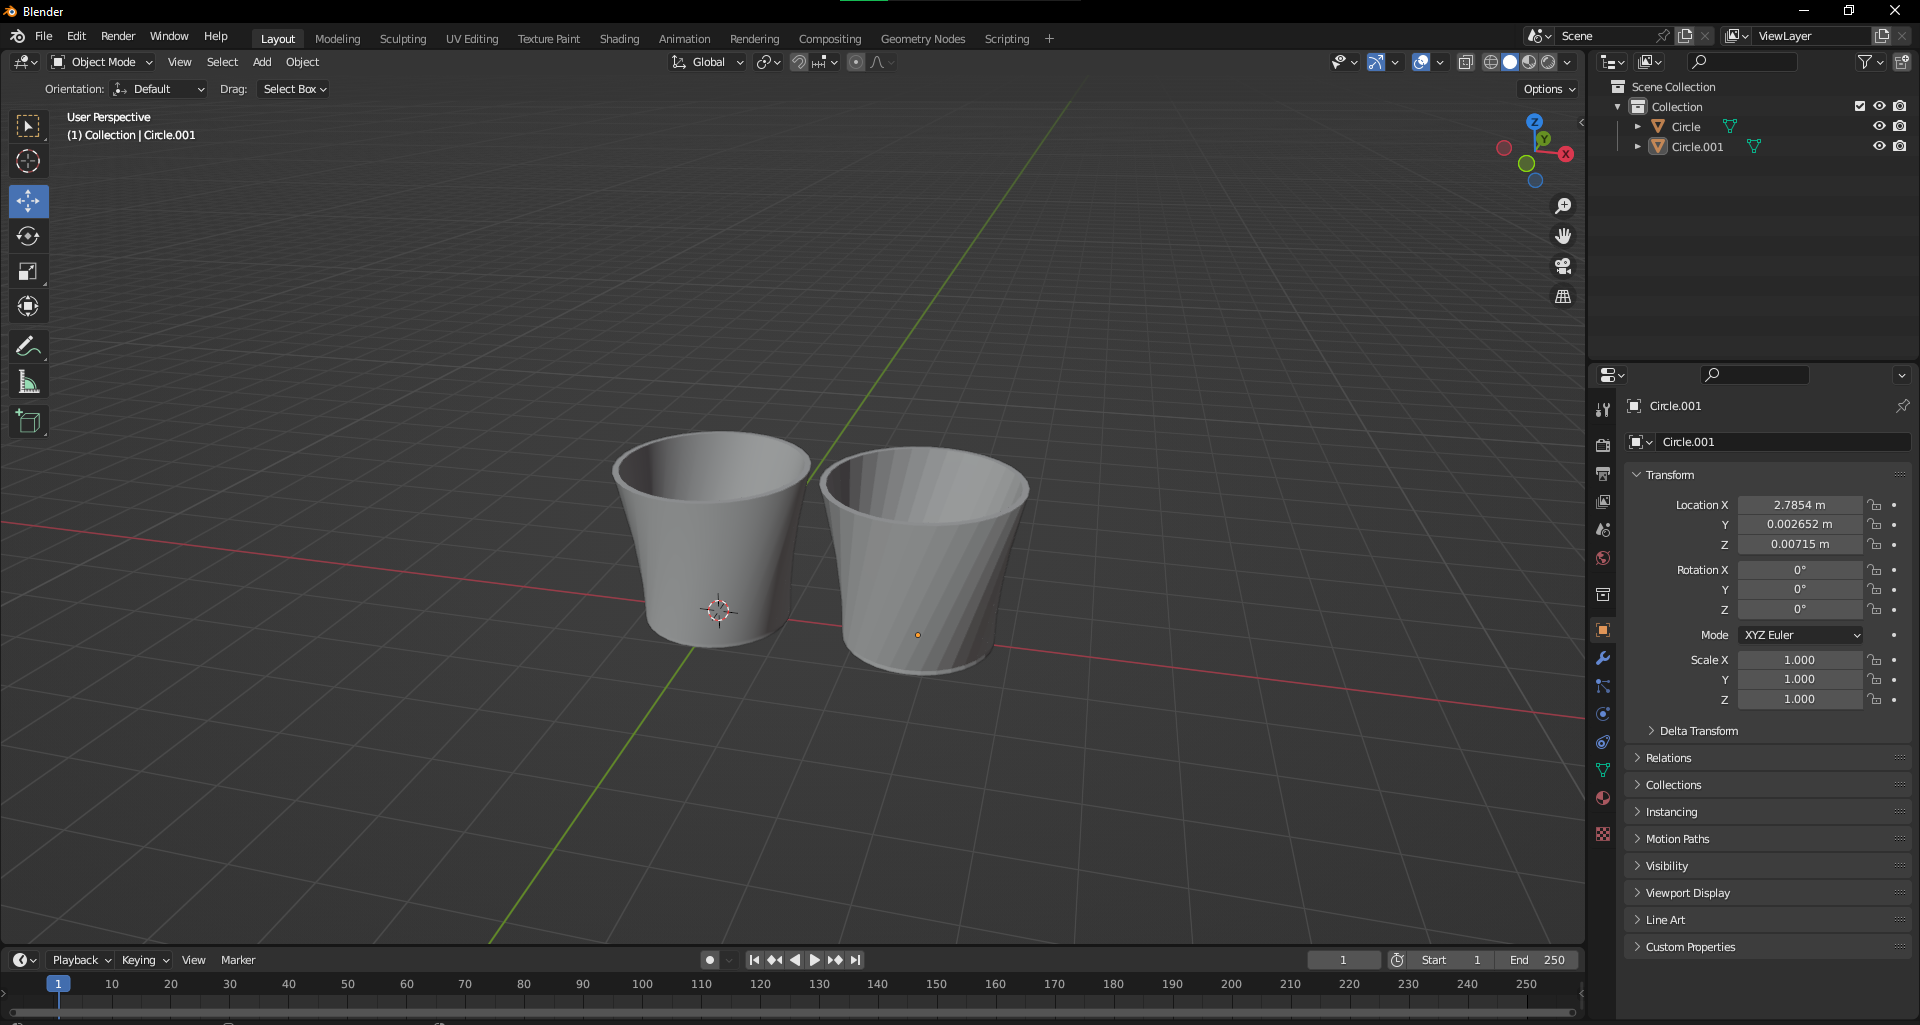 Blender
File Edit Render Window Help Layout Modeling Sculpting UV Editing Texture Paint Shading Animation Rendering Compositing Geometry Nodes Scripting + Scene ViewLayer
Object Mode View Select Add Object Global
Orientation: Default Drag: Select Box Options
User Perspective
(1) Collection | Circle.001
Z
Y
X
Scene Collection
Collection
Circle
Circle.001
Circle.001
Circle.001
Transform
Location X 2.7854 m
Y 0.002652 m
Z 0.00715 m
Rotation X 0°
Y 0°
Z 0°
Mode XYZ Euler
Scale X 1.000
Y 1.000
Z 1.000
Delta Transform
Relations
Collections
Instancing
Motion Paths
Visibility
Viewport Display
Line Art
Custom Properties
Playback Keying View Marker 1 Start 1 End 250
1 10 20 30 40 50 60 70 80 90 100 110 120 130 140 150 160 170 180 190 200 210 220 230 240 250